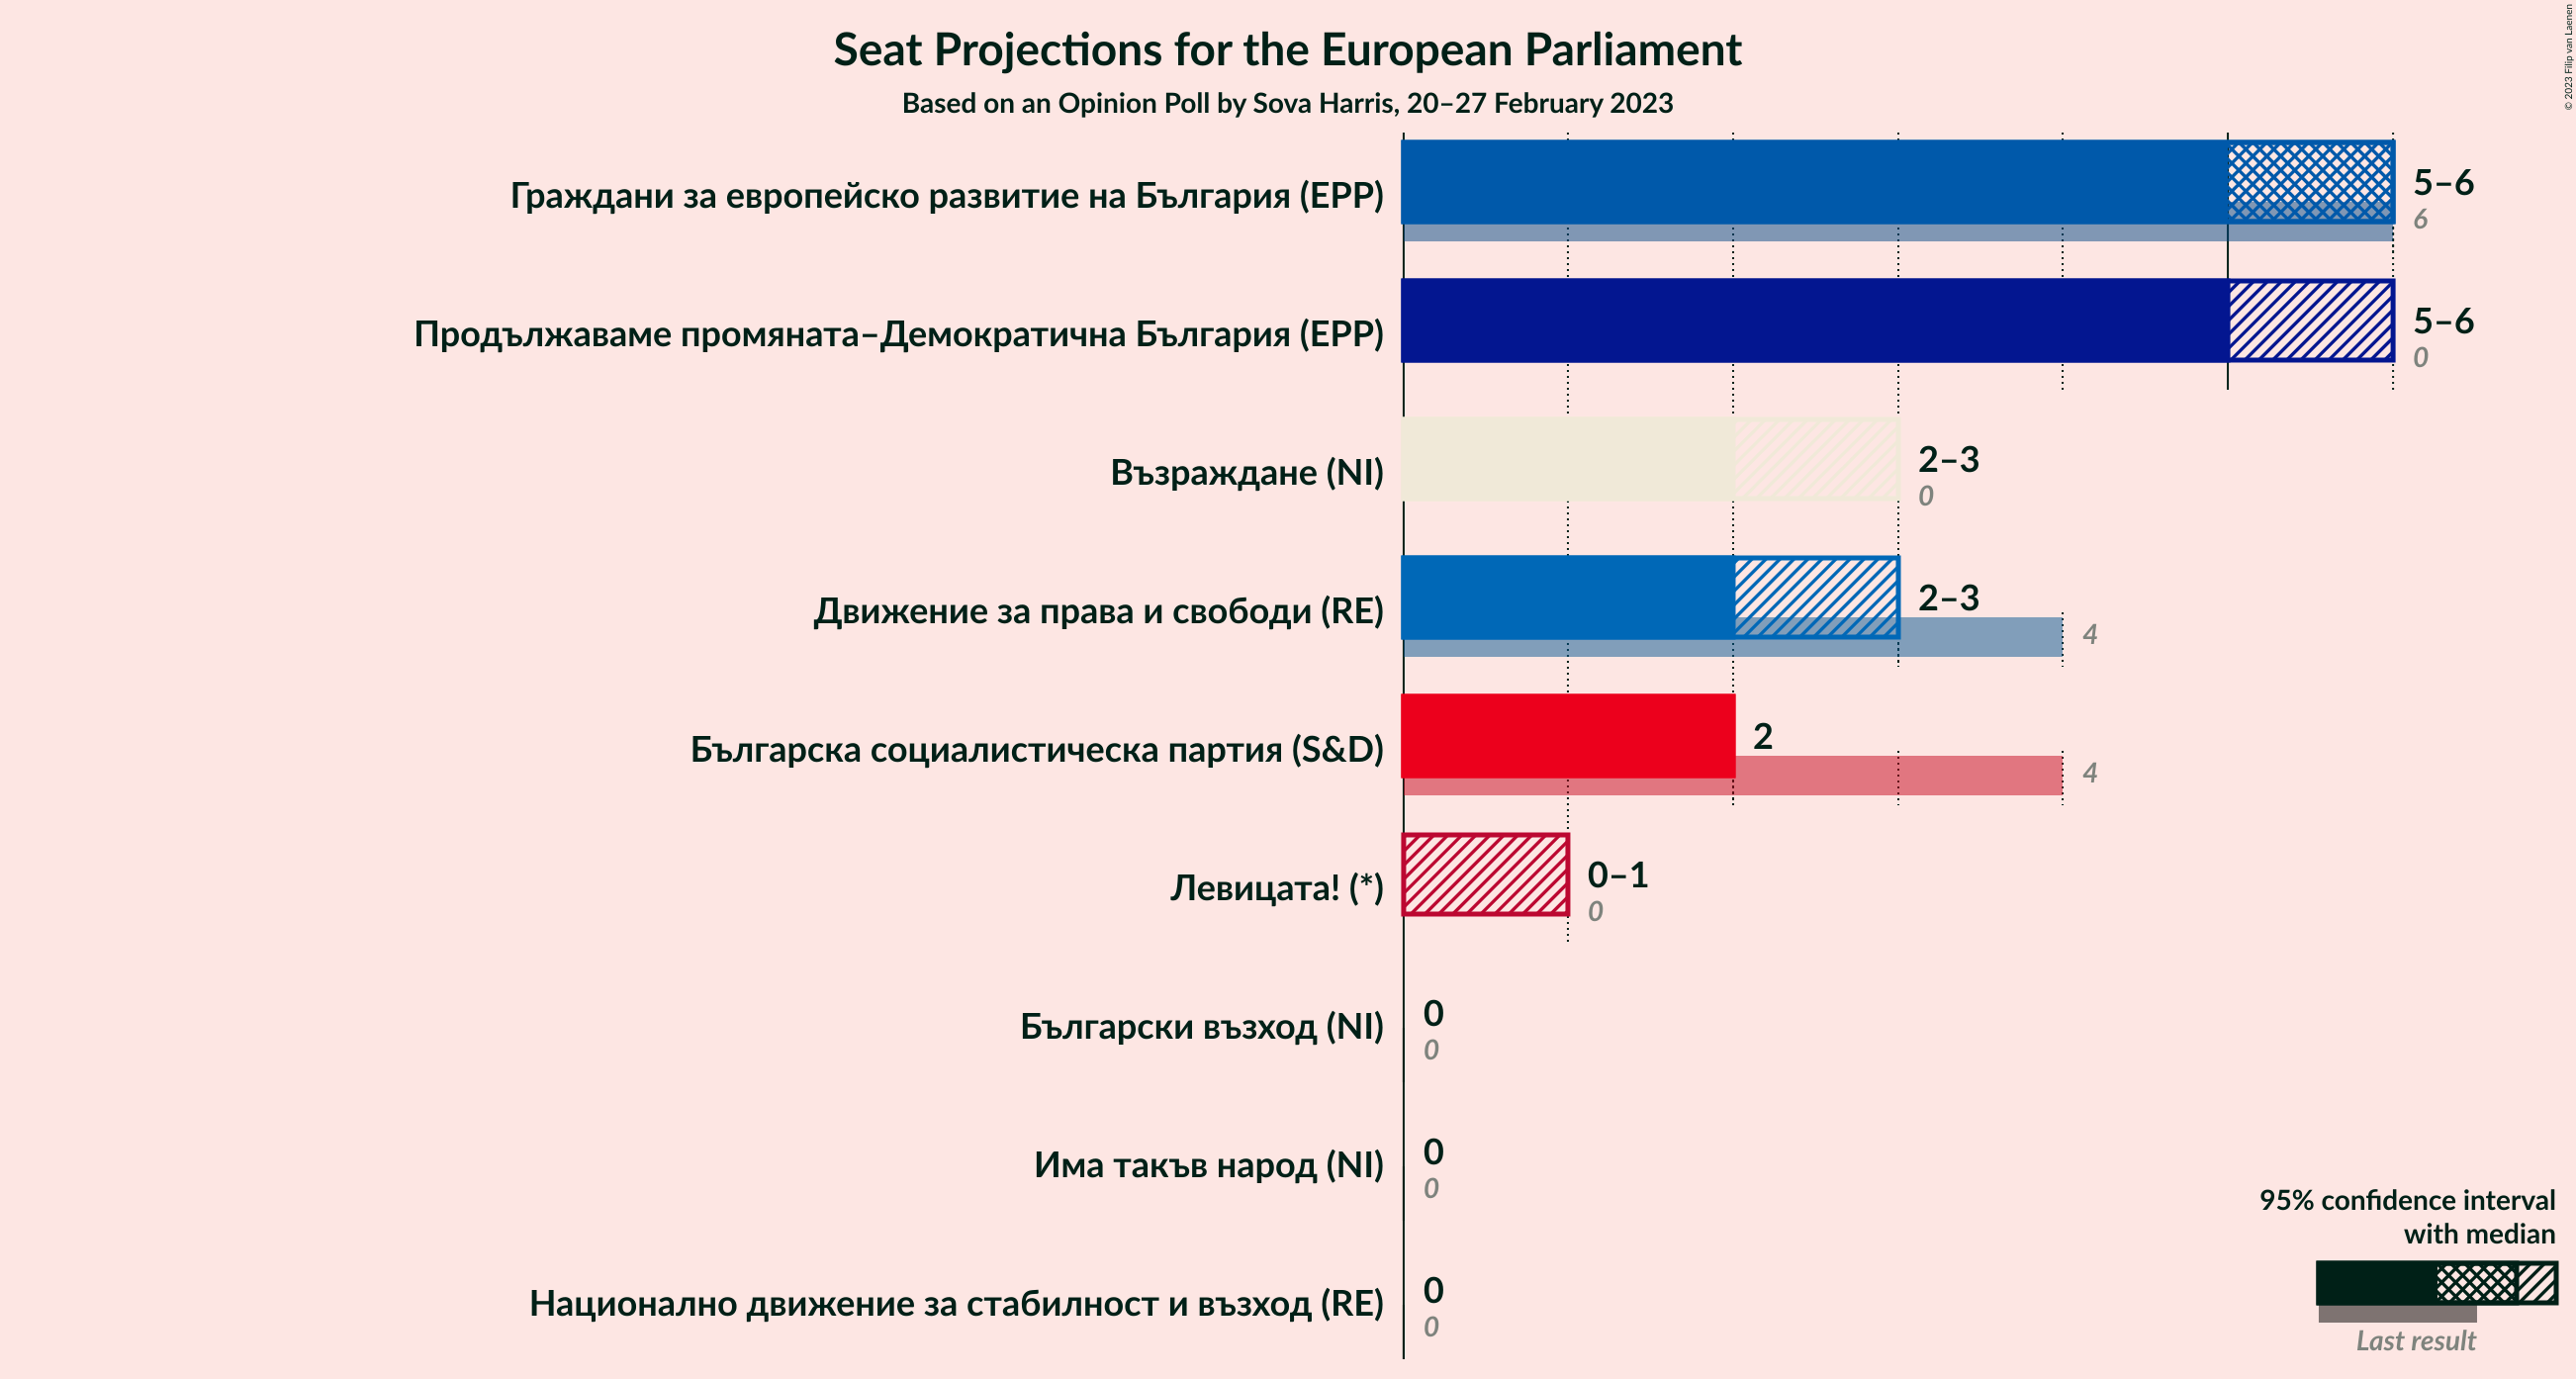 © 2023 Filip van Laenen
Seat Projections for the European Parliament
Based on an Opinion Poll by Sova Harris, 20–27 February 2023
Граждани за европейско развитие на България (EPP)
5–6
6
Продължаваме промяната–Демократична България (EPP)
5–6
0
Възраждане (NI)
2–3
0
Движение за права и свободи (RE)
2–3
4
Българска социалистическа партия (S&D)
2
4
Левицата! (*)
0–1
0
Български възход (NI)
0
0
Има такъв народ (NI)
0
0
Национално движение за стабилност и възход (RE)
0
0
95% confidence interval
with median
Last result